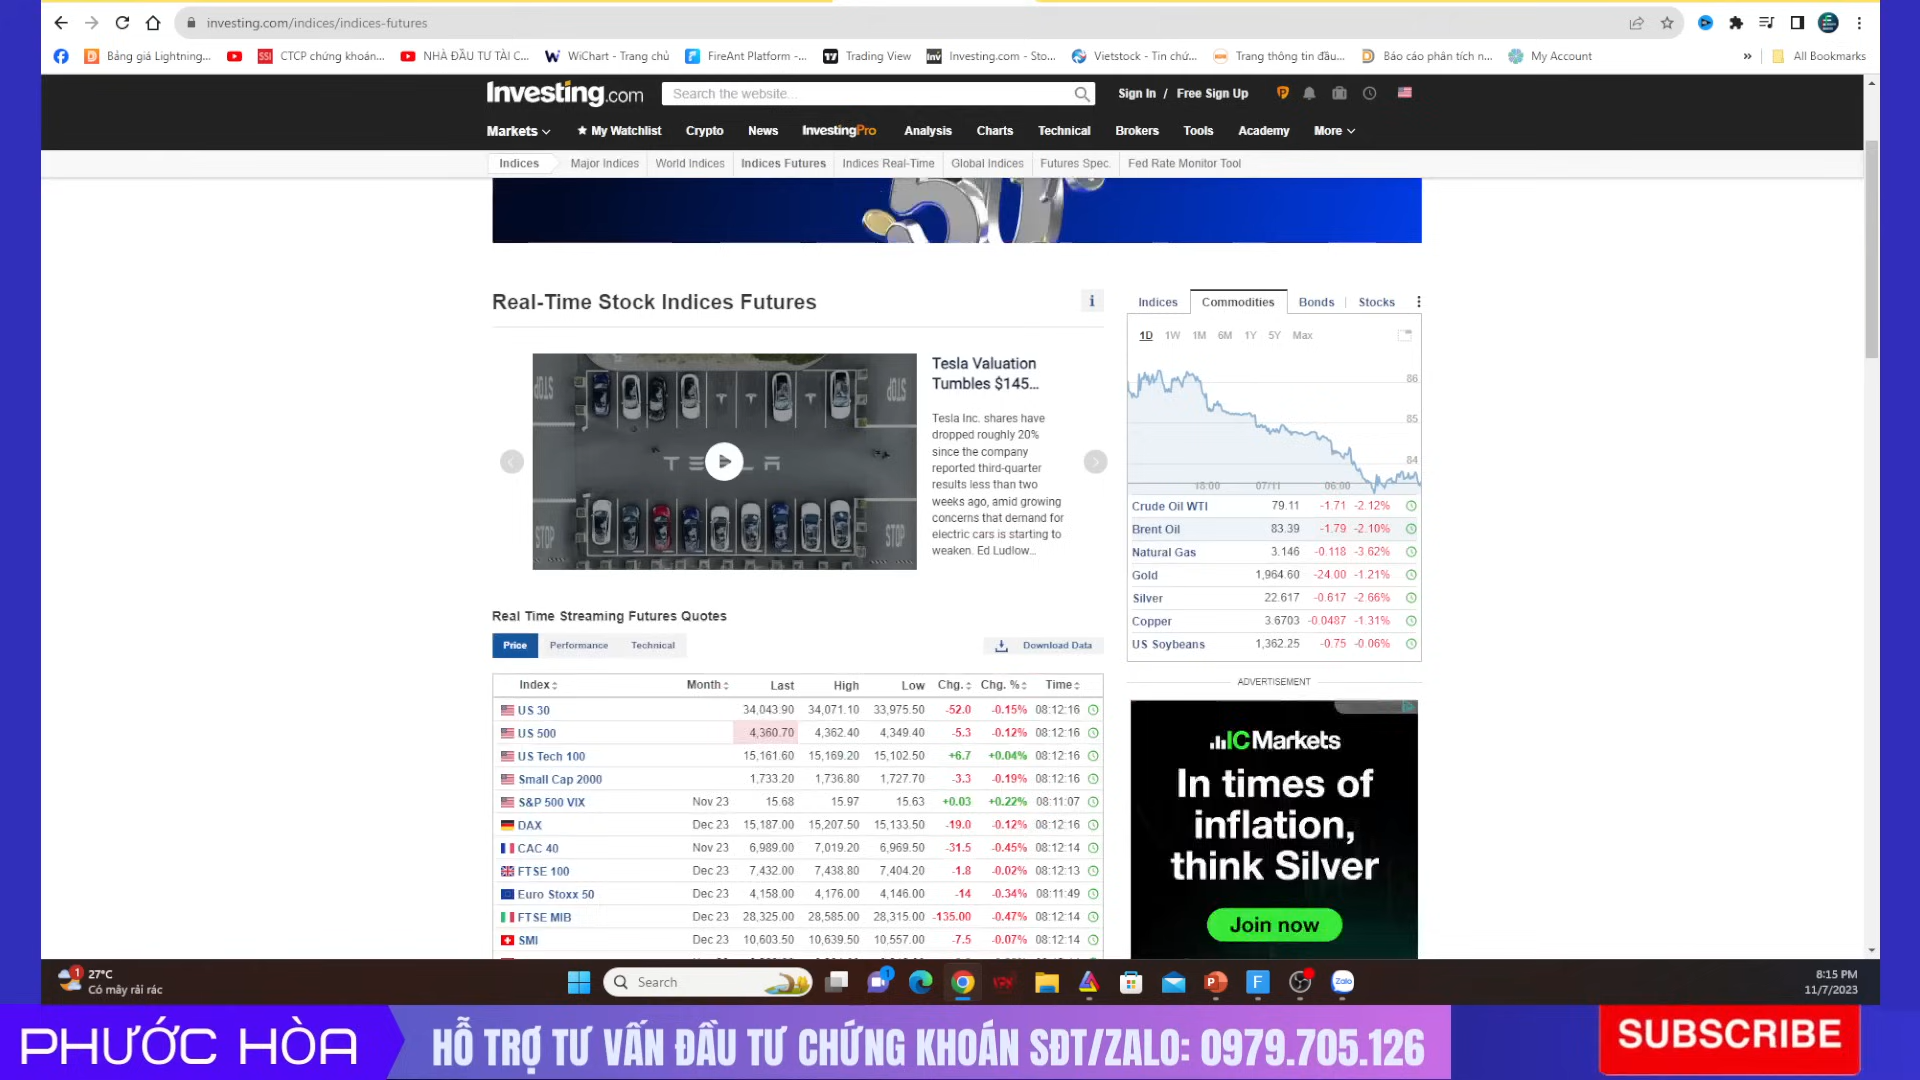 investing.com/indices/indices-futures
Bảng giá Lightning...
SSI
CTCP chứng khoán...
NHÀ ĐẦU TƯ TÀI C...
WiChart - Trang chủ
FireAnt Platform -...
Trading View
Investing.com - Sto...
Vietstock - Tin chứ...
Trang thông tin đầu...
Báo cáo phân tích n...
My Account
»
All Bookmarks
Investing.com
Search the website...
Sign In / Free Sign Up
Markets
My Watchlist
Crypto
News
InvestingPro
Analysis
Charts
Technical
Brokers
Tools
Academy
More
Indices
Major Indices
World Indices
Indices Futures
Indices Real-Time
Global Indices
Futures Spec.
Fed Rate Monitor Tool
50
Real-Time Stock Indices Futures
i
TESLA
STOP
STOP
STOP
STOP
Tesla Valuation
Tumbles $145...
Tesla Inc. shares have
dropped roughly 20%
since the company
reported third-quarter
results less than two
weeks ago, amid growing
concerns that demand for
electric cars is starting to
weaken. Ed Ludlow...
Indices
Commodities
Bonds
Stocks
1D 1W 1M 6M 1Y 5Y Max
86
85
84
18:00 07/11 06:00
Crude Oil WTI 79.11 -1.71 -2.12%
Brent Oil 83.39 -1.79 -2.10%
Natural Gas 3.146 -0.118 -3.62%
Gold 1,964.60 -24.00 -1.21%
Silver 22.617 -0.617 -2.66%
Copper 3.6703 -0.0487 -1.31%
US Soybeans 1,362.25 -0.75 -0.06%
ADVERTISEMENT
Real Time Streaming Futures Quotes
Price Performance Technical
Download Data
Index Month Last High Low Chg. Chg. % Time
US 30 34,043.90 34,071.10 33,975.50 -52.0 -0.15% 08:12:16
US 500 4,360.70 4,362.40 4,349.40 -5.3 -0.12% 08:12:16
US Tech 100 15,161.60 15,169.20 15,102.50 +6.7 +0.04% 08:12:16
Small Cap 2000 1,733.20 1,736.80 1,727.70 -3.3 -0.19% 08:12:16
S&P 500 VIX Nov 23 15.68 15.97 15.63 +0.03 +0.22% 08:11:07
DAX Dec 23 15,187.00 15,207.50 15,133.50 -19.0 -0.12% 08:12:16
CAC 40 Nov 23 6,989.00 7,019.20 6,969.50 -31.5 -0.45% 08:12:14
FTSE 100 Dec 23 7,432.00 7,438.80 7,404.20 -1.8 -0.02% 08:12:13
Euro Stoxx 50 Dec 23 4,158.00 4,176.00 4,146.00 -14 -0.34% 08:11:49
FTSE MIB Dec 23 28,325.00 28,585.00 28,315.00 -135.00 -0.47% 08:12:14
SMI Dec 23 10,603.50 10,639.50 10,557.00 -7.5 -0.07% 08:12:14
ICMarkets
In times of
inflation,
think Silver
Join now
1
27°C
Có mây rải rác
Search
1
Zalo
8:15 PM
11/7/2023
PHƯỚC HÒA
HỖ TRỢ TƯ VẤN ĐẦU TƯ CHỨNG KHOÁN SĐT/ZALO: 0979.705.126
SUBSCRIBE